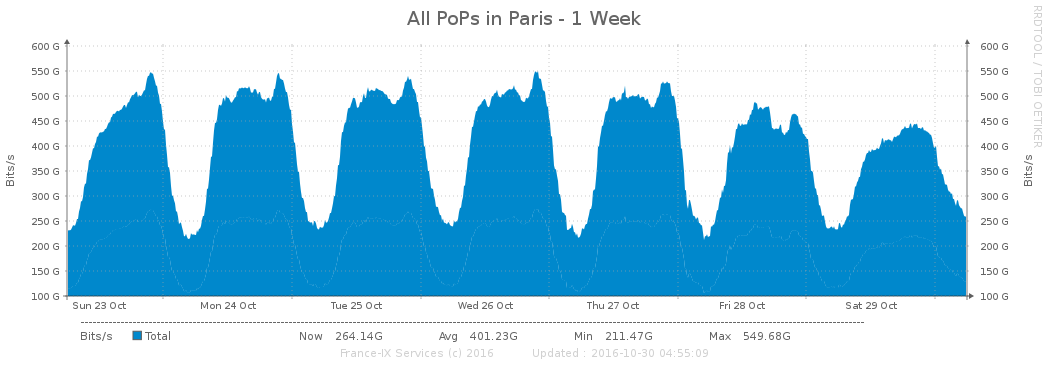 All PoPs in Paris - 1 Week
RRDTOOL / TOBI OETIKER
Bits/s
600 G
550 G
500 G
450 G
400 G
350 G
300 G
250 G
200 G
150 G
100 G
600 G
550 G
500 G
450 G
400 G
350 G
300 G
250 G
200 G
150 G
100 G
Bits/s
Sun 23 Oct Mon 24 Oct Tue 25 Oct Wed 26 Oct Thu 27 Oct Fri 28 Oct Sat 29 Oct
Bits/s Total Now 264.14G Avg 401.23G Min 211.47G Max 549.68G
France-IX Services (c) 2016 Updated : 2016-10-30 04:55:09